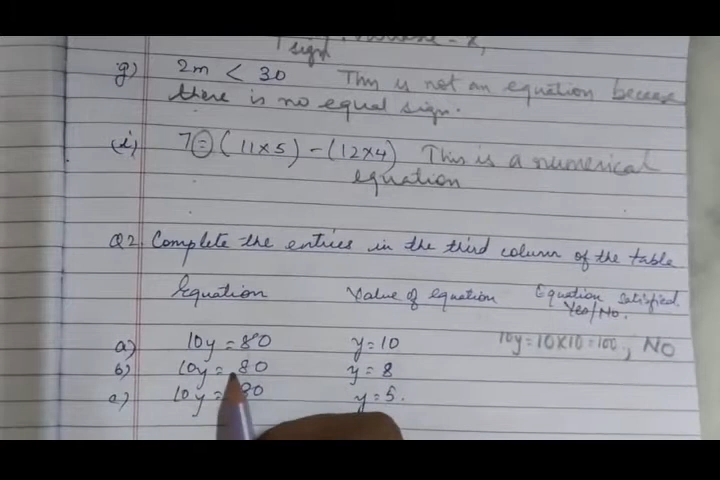 sign
g) 2m < 30 This is not an equation because
there is no equal sign.
(i) 7 = (11×5) - (12×4) This is a numerical
equation
Q2. Complete the entries in the third column of the table
Equation Value of equation Equation satisfied
Yes/No.
a) 10y = 80 y = 10 10y = 10×10 = 100, NO
b) 10y = 80 y = 8
c) 10y = 80 y = 5.